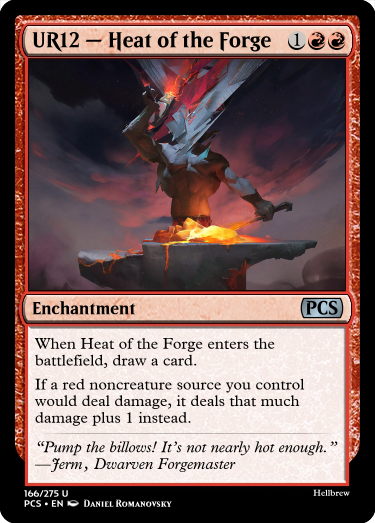 UR12 — Heat of the Forge 1
Enchantment PCS
When Heat of the Forge enters the
battlefield, draw a card.
If a red noncreature source you control
would deal damage, it deals that much
damage plus 1 instead.
“Pump the billows! It's not nearly hot enough.”
—Jerm, Dwarven Forgemaster
166/275 U
Hellbrew
PCS • EN Daniel Romanovsky